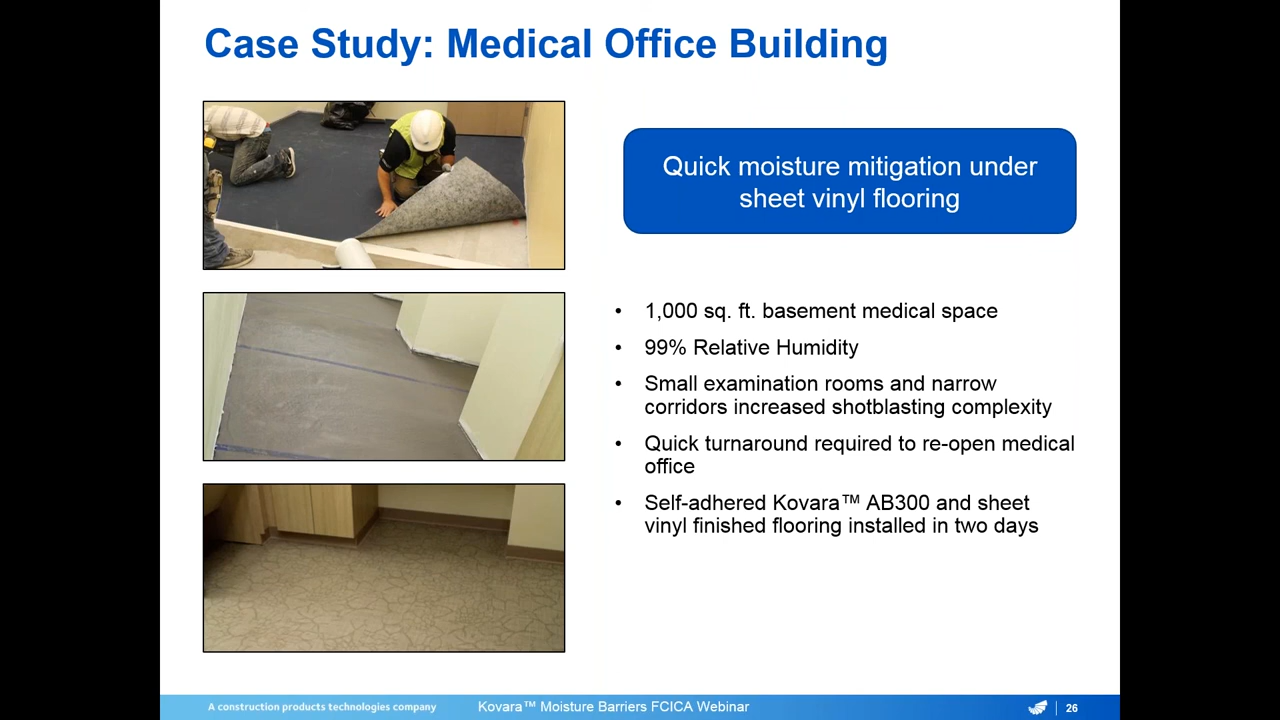 Case Study: Medical Office Building
Quick moisture mitigation under
sheet vinyl flooring
• 1,000 sq. ft. basement medical space
• 99% Relative Humidity
• Small examination rooms and narrow
corridors increased shotblasting complexity
• Quick turnaround required to re-open medical
office
• Self-adhered Kovara™ AB300 and sheet
vinyl finished flooring installed in two days
A construction products technologies company
Kovara™ Moisture Barriers FCICA Webinar
26